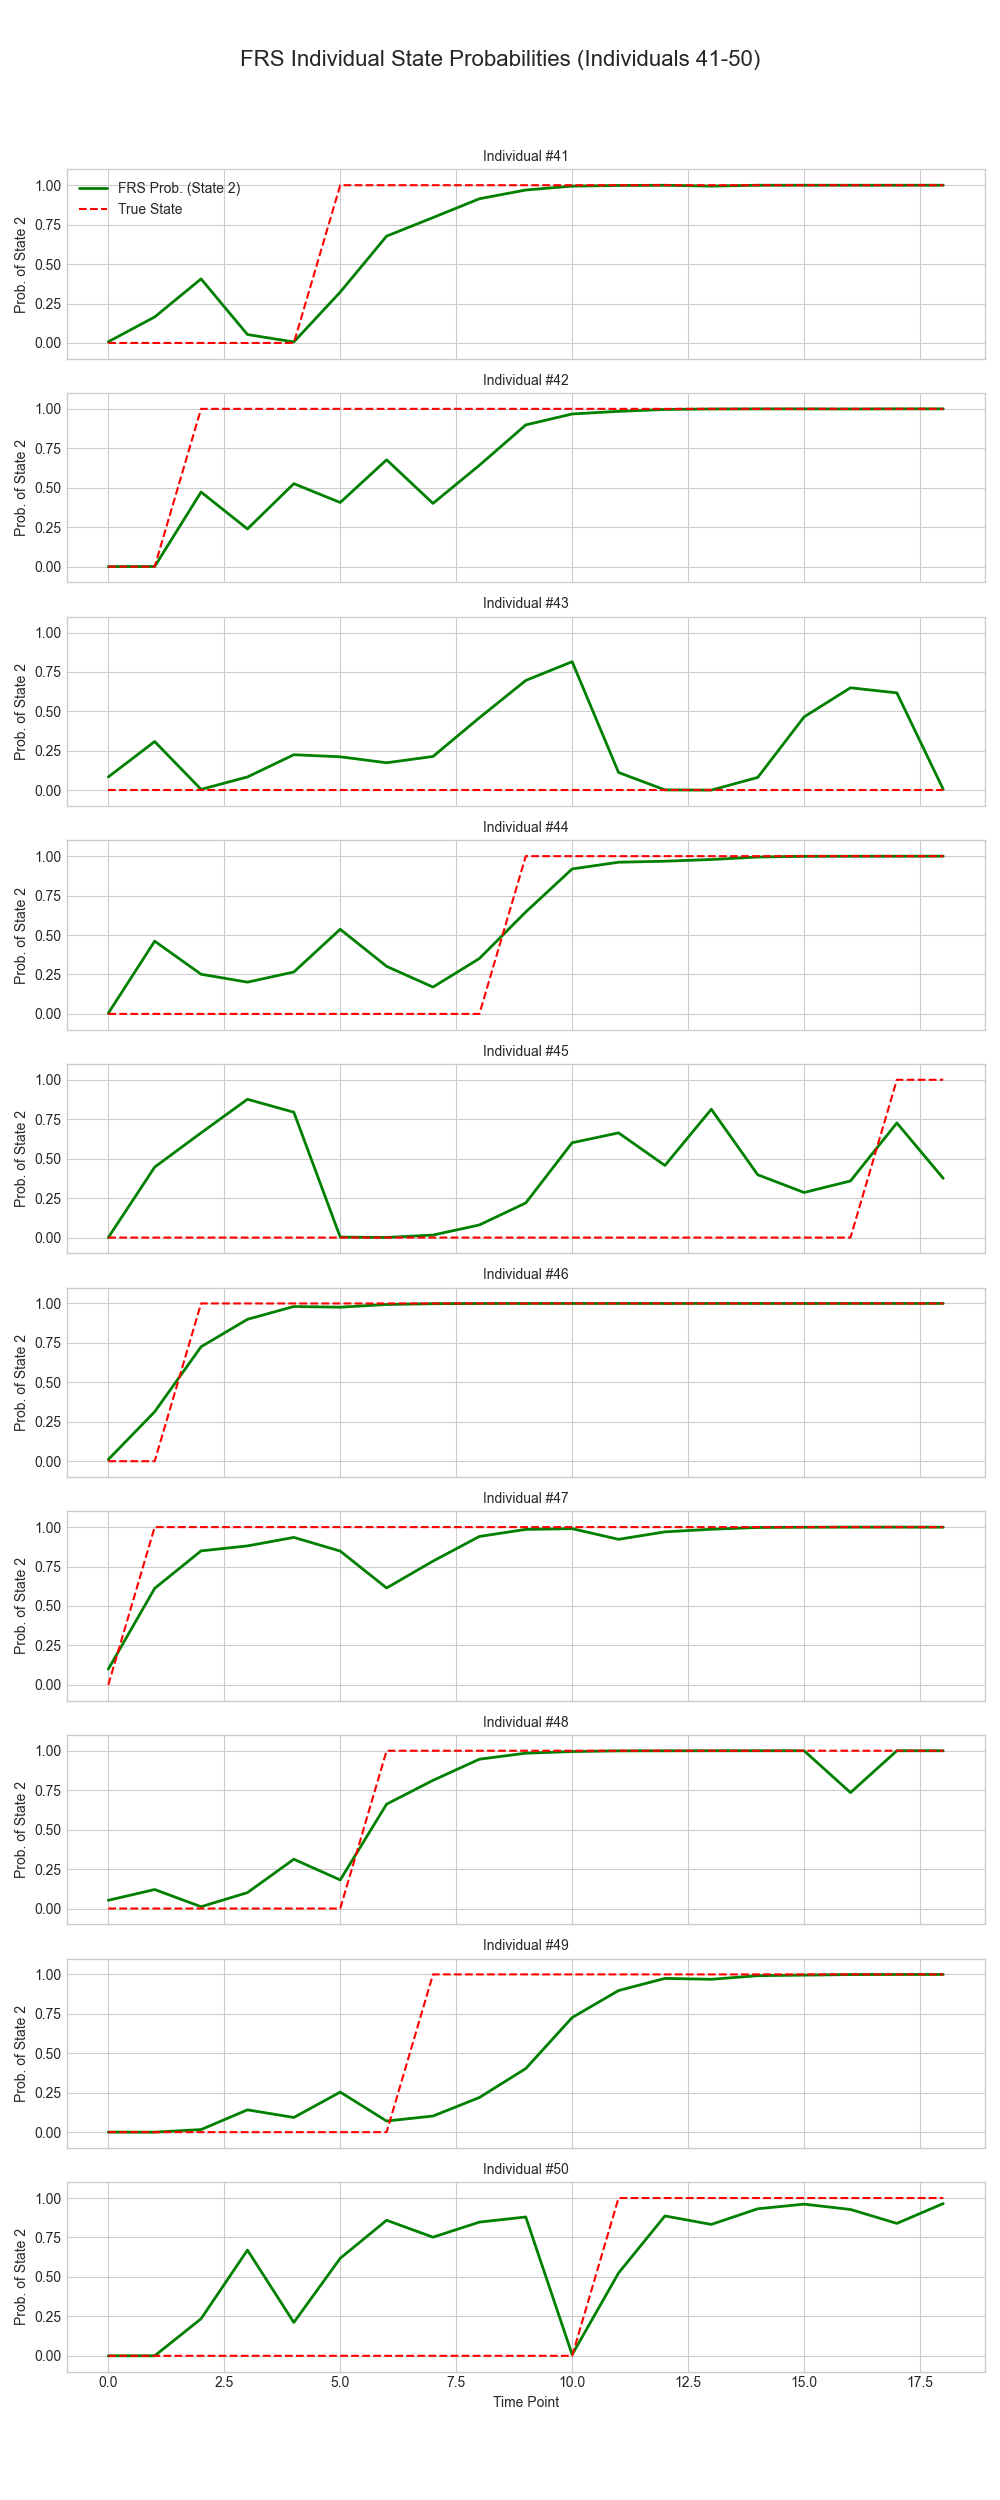 FRS Individual State Probabilities (Individuals 41-50)
Individual #41
1.00
0.75
0.50
0.25
0.00
Prob. of State 2
FRS Prob. (State 2)
True State
Individual #42
1.00
0.75
0.50
0.25
0.00
Prob. of State 2
Individual #43
1.00
0.75
0.50
0.25
0.00
Prob. of State 2
Individual #44
1.00
0.75
0.50
0.25
0.00
Prob. of State 2
Individual #45
1.00
0.75
0.50
0.25
0.00
Prob. of State 2
Individual #46
1.00
0.75
0.50
0.25
0.00
Prob. of State 2
Individual #47
1.00
0.75
0.50
0.25
0.00
Prob. of State 2
Individual #48
1.00
0.75
0.50
0.25
0.00
Prob. of State 2
Individual #49
1.00
0.75
0.50
0.25
0.00
Prob. of State 2
Individual #50
1.00
0.75
0.50
0.25
0.00
Prob. of State 2
0.0 2.5 5.0 7.5 10.0 12.5 15.0 17.5
Time Point